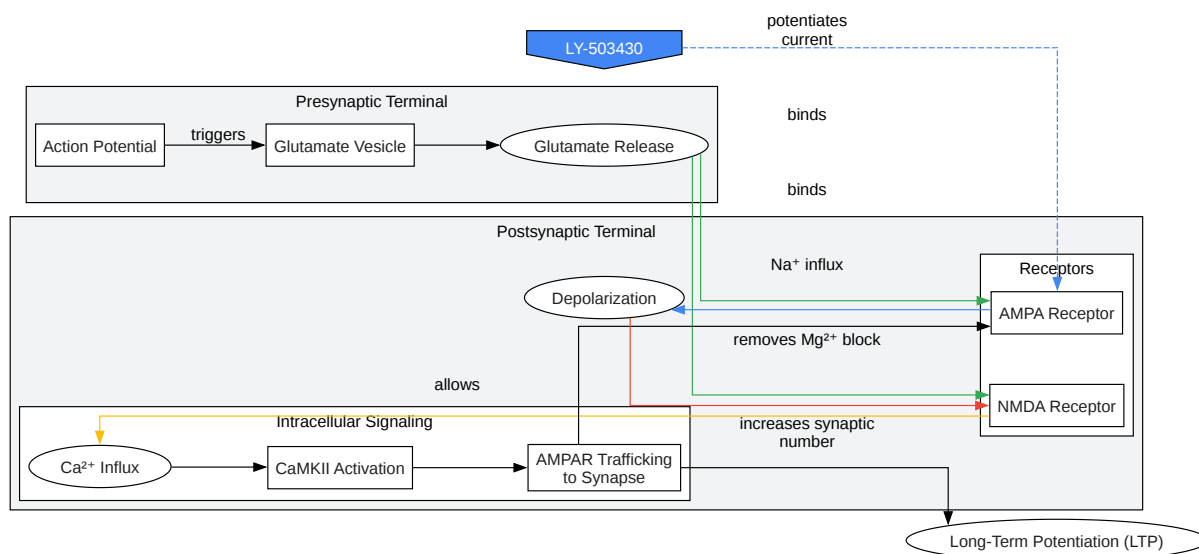 potentiates
current
LY-503430
Presynaptic Terminal
binds
Action Potential
triggers
Glutamate Vesicle
Glutamate Release
binds
Postsynaptic Terminal
Na⁺ influx
Receptors
Depolarization
AMPA Receptor
removes Mg²⁺ block
allows
NMDA Receptor
Intracellular Signaling
increases synaptic
number
Ca²⁺ Influx
CaMKII Activation
AMPAR Trafficking
to Synapse
Long-Term Potentiation (LTP)